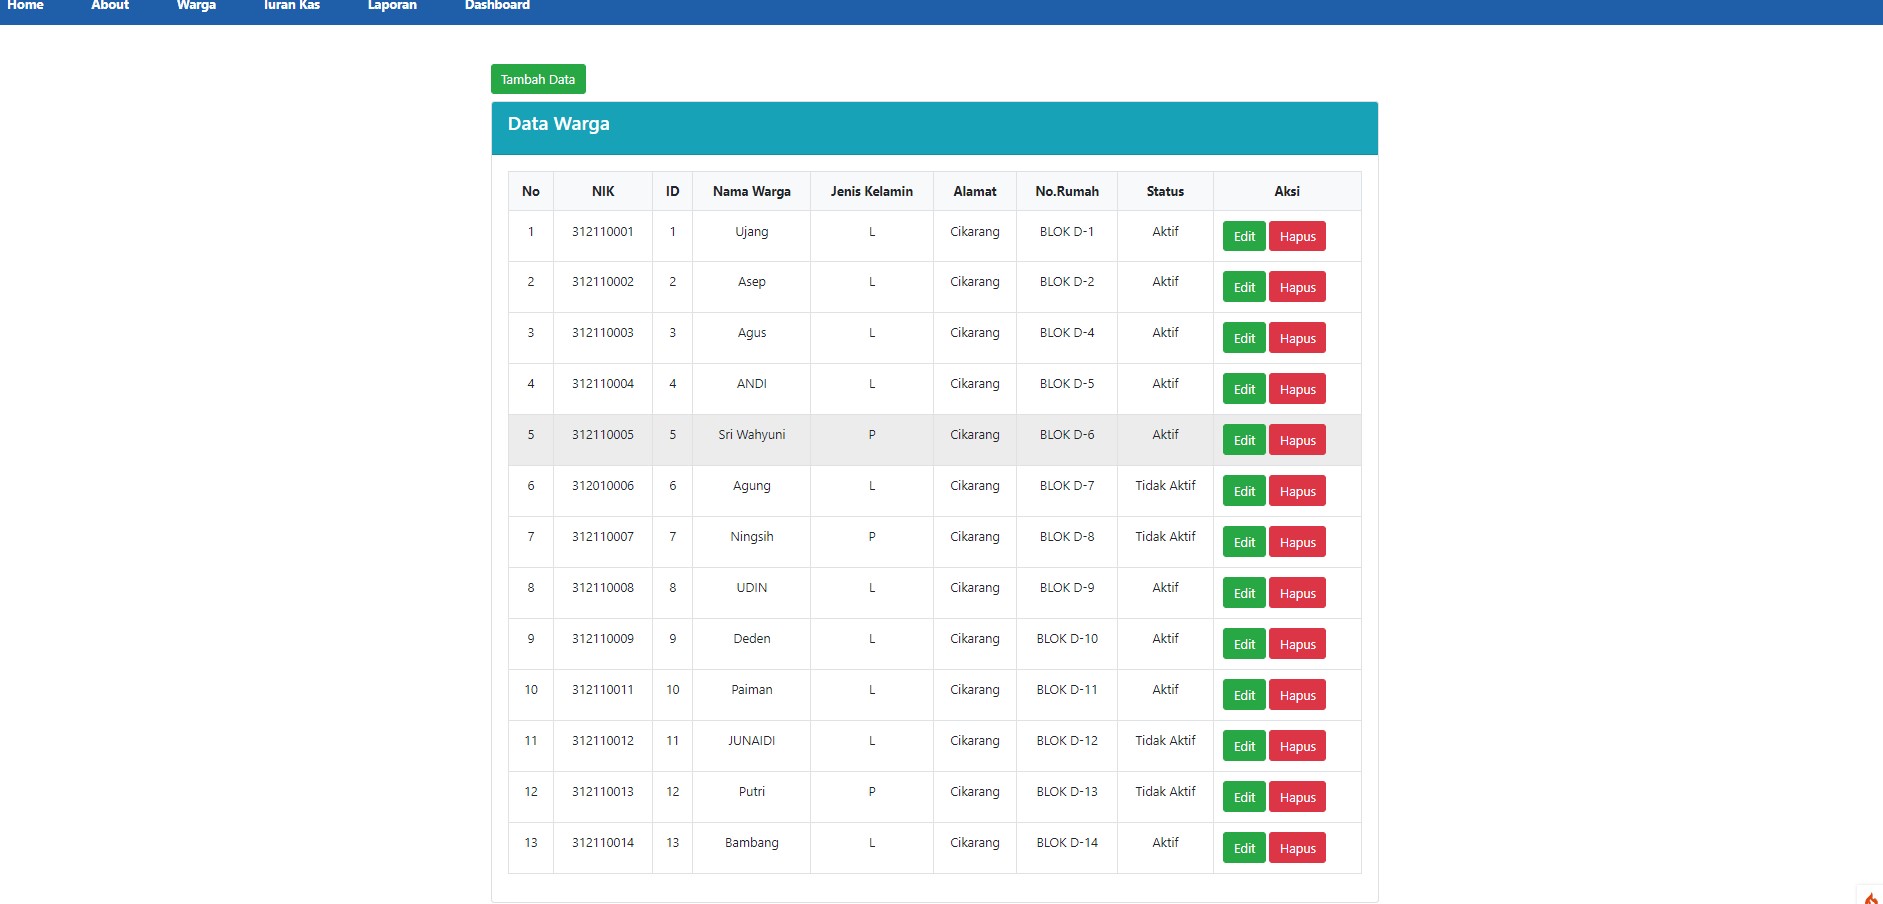 Home About Warga Iuran Kas Laporan Dashboard
Tambah Data
Data Warga
No NIK ID Nama Warga Jenis Kelamin Alamat No.Rumah Status Aksi
1 312110001 1 Ujang L Cikarang BLOK D-1 Aktif Edit Hapus
2 312110002 2 Asep L Cikarang BLOK D-2 Aktif Edit Hapus
3 312110003 3 Agus L Cikarang BLOK D-4 Aktif Edit Hapus
4 312110004 4 ANDI L Cikarang BLOK D-5 Aktif Edit Hapus
5 312110005 5 Sri Wahyuni P Cikarang BLOK D-6 Aktif Edit Hapus
6 312010006 6 Agung L Cikarang BLOK D-7 Tidak Aktif Edit Hapus
7 312110007 7 Ningsih P Cikarang BLOK D-8 Tidak Aktif Edit Hapus
8 312110008 8 UDIN L Cikarang BLOK D-9 Aktif Edit Hapus
9 312110009 9 Deden L Cikarang BLOK D-10 Aktif Edit Hapus
10 312110011 10 Paiman L Cikarang BLOK D-11 Aktif Edit Hapus
11 312110012 11 JUNAIDI L Cikarang BLOK D-12 Tidak Aktif Edit Hapus
12 312110013 12 Putri P Cikarang BLOK D-13 Tidak Aktif Edit Hapus
13 312110014 13 Bambang L Cikarang BLOK D-14 Aktif Edit Hapus